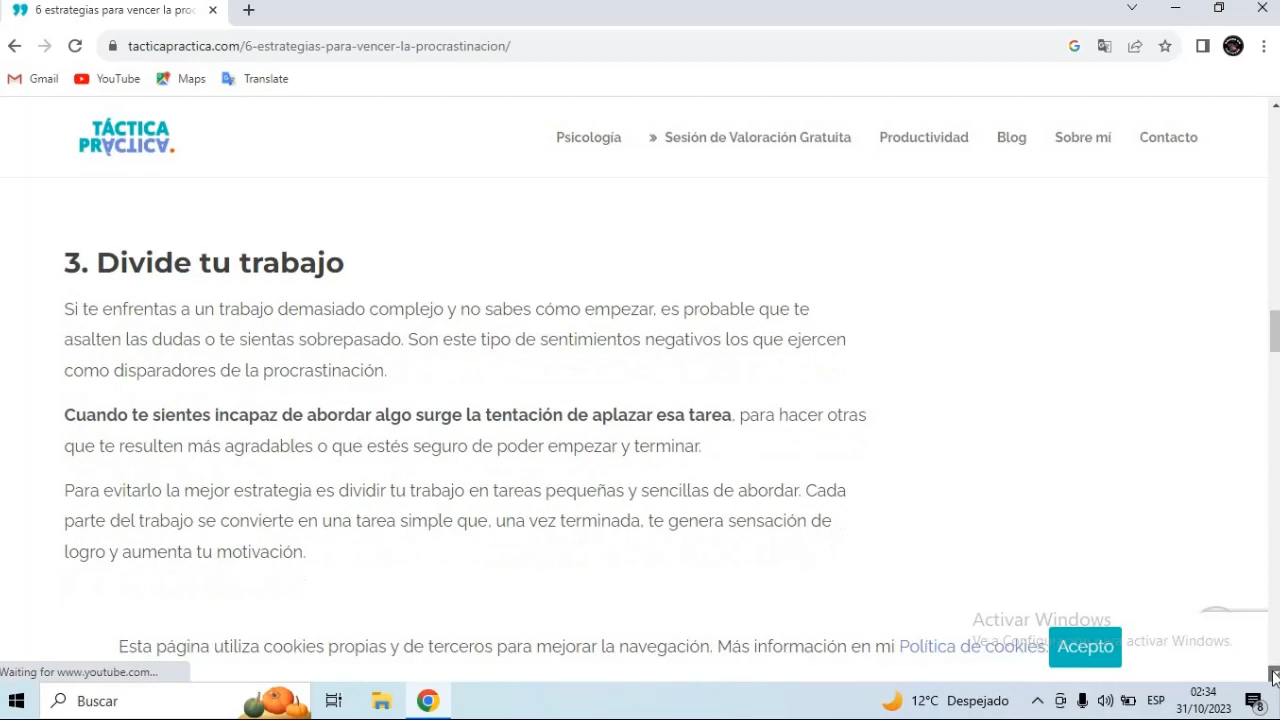 6 estrategias para vencer la proc
tacticapractica.com/6-estrategias-para-vencer-la-procrastinacion/
Gmail YouTube Maps Translate
TÁCTICA
PRÁCTICA.
Psicología » Sesión de Valoración Gratuita Productividad Blog Sobre mí Contacto
3. Divide tu trabajo
Si te enfrentas a un trabajo demasiado complejo y no sabes cómo empezar, es probable que te
asalten las dudas o te sientas sobrepasado. Son este tipo de sentimientos negativos los que ejercen
como disparadores de la procrastinación.
Cuando te sientes incapaz de abordar algo surge la tentación de aplazar esa tarea, para hacer otras
que te resulten más agradables o que estés seguro de poder empezar y terminar.
Para evitarlo la mejor estrategia es dividir tu trabajo en tareas pequeñas y sencillas de abordar. Cada
parte del trabajo se convierte en una tarea simple que, una vez terminada, te genera sensación de
logro y aumenta tu motivación.
Activar Windows
Ve a Configuración para activar Windows.
Esta página utiliza cookies propias y de terceros para mejorar la navegación. Más información en mi Política de cookies. Acepto
Waiting for www.youtube.com...
Buscar
12°C Despejado
ESP
02:34
31/10/2023
8